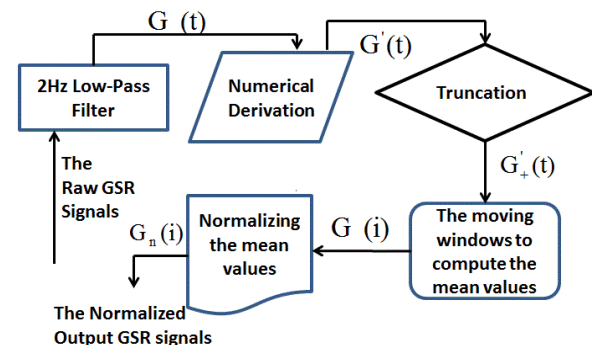 G (t)
G'(t)
2Hz Low-Pass
Filter
Numerical
Derivation
Truncation
The
Raw GSR
Signals
G'+(t)
Normalizing
the mean
values
G (i)
Gn(i)
The moving
windows to
compute the
mean values
The Normalized
Output GSR signals